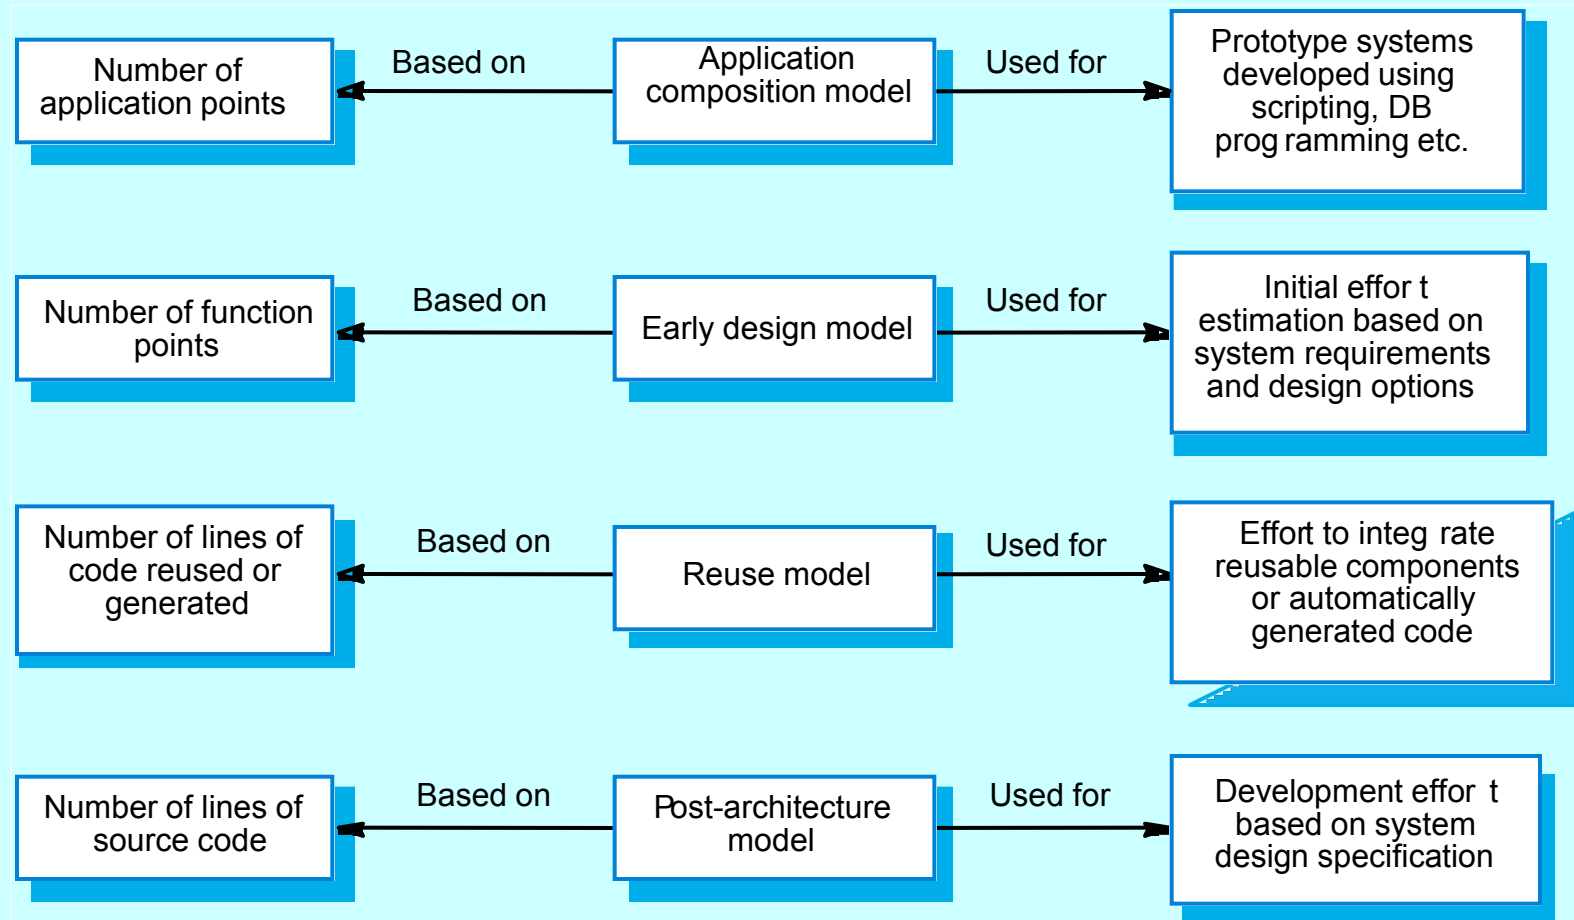 Number of
application points
Based on
Application
composition model
Used for
Prototype systems
developed using
scripting, DB
prog ramming etc.
Number of function
points
Based on
Early design model
Used for
Initial effor t
estimation based on
system requirements
and design options
Number of lines of
code reused or
generated
Based on
Reuse model
Used for
Effort to integ rate
reusable components
or automatically
generated code
Number of lines of
source code
Based on
Post-architecture
model
Used for
Development effor t
based on system
design specification